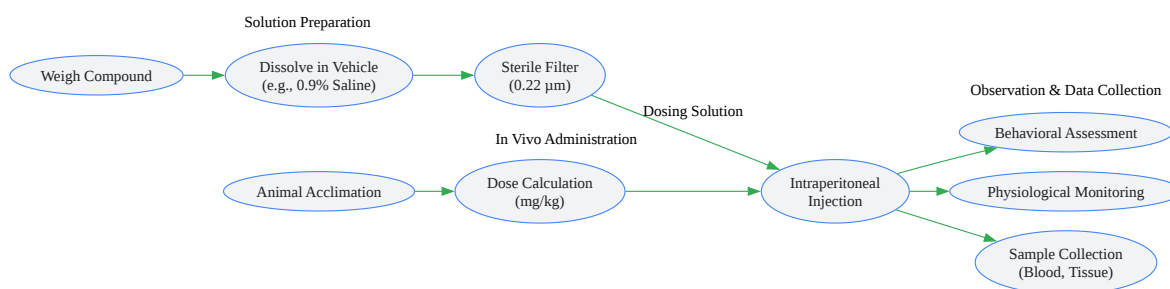 Solution Preparation
Weigh Compound
Dissolve in Vehicle
(e.g., 0.9% Saline)
Sterile Filter
(0.22 µm)
Dosing Solution
In Vivo Administration
Animal Acclimation
Dose Calculation
(mg/kg)
Intraperitoneal
Injection
Observation & Data Collection
Behavioral Assessment
Physiological Monitoring
Sample Collection
(Blood, Tissue)